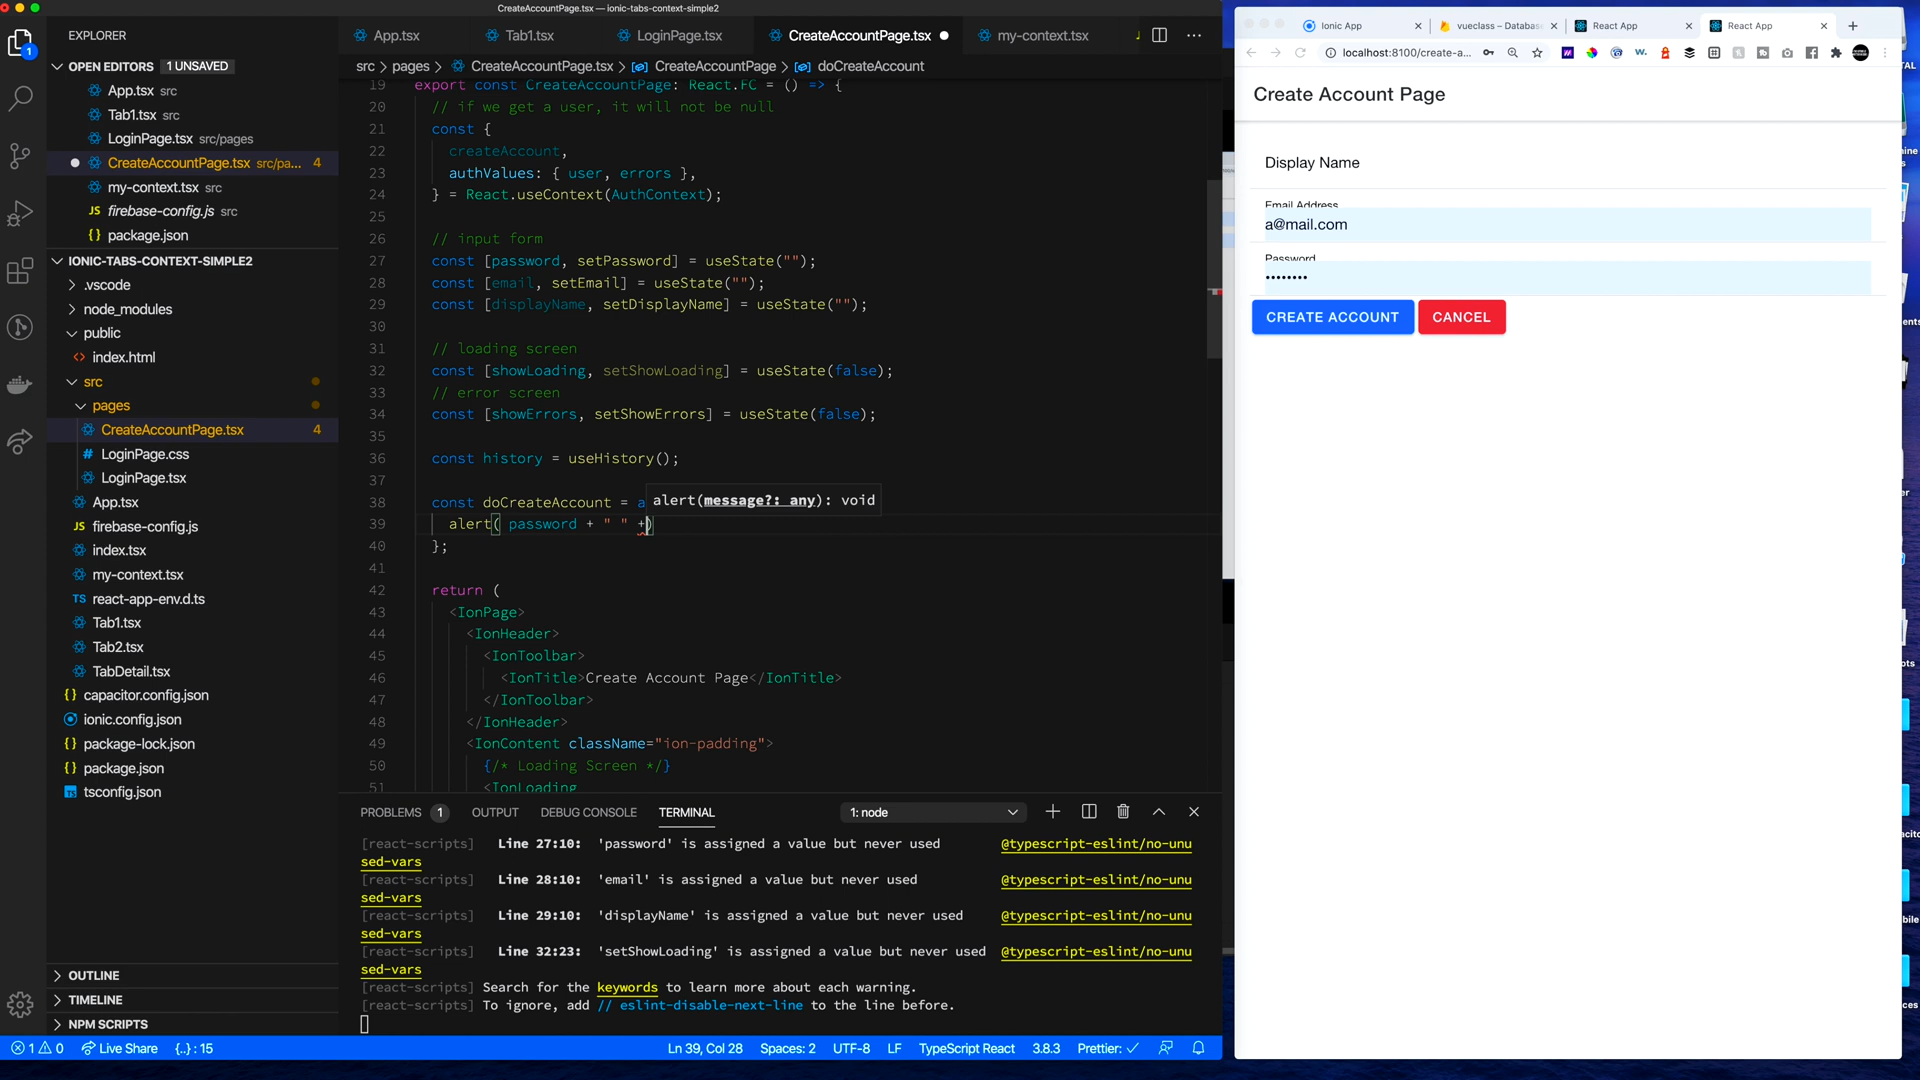 CreateAccountPage.tsx — ionic-tabs-context-simple2
EXPLORER
OPEN EDITORS 1 UNSAVED
App.tsx src
Tab1.tsx src
LoginPage.tsx src/pages
CreateAccountPage.tsx src/pa... 4
my-context.tsx src
JS firebase-config.js src
{} package.json
IONIC-TABS-CONTEXT-SIMPLE2
.vscode
node_modules
public
<> index.html
src
pages
CreateAccountPage.tsx 4
# LoginPage.css
LoginPage.tsx
App.tsx
JS firebase-config.js
index.tsx
my-context.tsx
TS react-app-env.d.ts
Tab1.tsx
Tab2.tsx
TabDetail.tsx
{} capacitor.config.json
ionic.config.json
{} package-lock.json
{} package.json
tsconfig.json
OUTLINE
TIMELINE
NPM SCRIPTS
1
App.tsx Tab1.tsx LoginPage.tsx CreateAccountPage.tsx my-context.tsx
src > pages > CreateAccountPage.tsx > CreateAccountPage > doCreateAccount
19 export const CreateAccountPage: React.FC = () => {
20 // if we get a user, it will not be null
21 const {
22 createAccount,
23 authValues: { user, errors },
24 } = React.useContext(AuthContext);
25
26 // input form
27 const [password, setPassword] = useState("");
28 const [email, setEmail] = useState("");
29 const [displayName, setDisplayName] = useState("");
30
31 // loading screen
32 const [showLoading, setShowLoading] = useState(false);
33 // error screen
34 const [showErrors, setShowErrors] = useState(false);
35
36 const history = useHistory();
37
38 const doCreateAccount = a
alert(message?: any): void
39 alert( password + " " +)
40 };
41
42 return (
43 <IonPage>
44 <IonHeader>
45 <IonToolbar>
46 <IonTitle>Create Account Page</IonTitle>
47 </IonToolbar>
48 </IonHeader>
49 <IonContent className="ion-padding">
50 {/* Loading Screen */}
51 <IonLoading
PROBLEMS 1 OUTPUT DEBUG CONSOLE TERMINAL 1: node
[react-scripts] Line 27:10: 'password' is assigned a value but never used @typescript-eslint/no-unu
sed-vars
[react-scripts] Line 28:10: 'email' is assigned a value but never used @typescript-eslint/no-unu
sed-vars
[react-scripts] Line 29:10: 'displayName' is assigned a value but never used @typescript-eslint/no-unu
sed-vars
[react-scripts] Line 32:23: 'setShowLoading' is assigned a value but never used @typescript-eslint/no-unu
sed-vars
[react-scripts] Search for the keywords to learn more about each warning.
[react-scripts] To ignore, add // eslint-disable-next-line to the line before.
1 0 Live Share {..} : 15 Ln 39, Col 28 Spaces: 2 UTF-8 LF TypeScript React 3.8.3 Prettier: ✓
Ionic App vueclass – Databas React App React App
localhost:8100/create-a...
Create Account Page
Display Name
Email Address
a@mail.com
Password
••••••••
CREATE ACCOUNT CANCEL